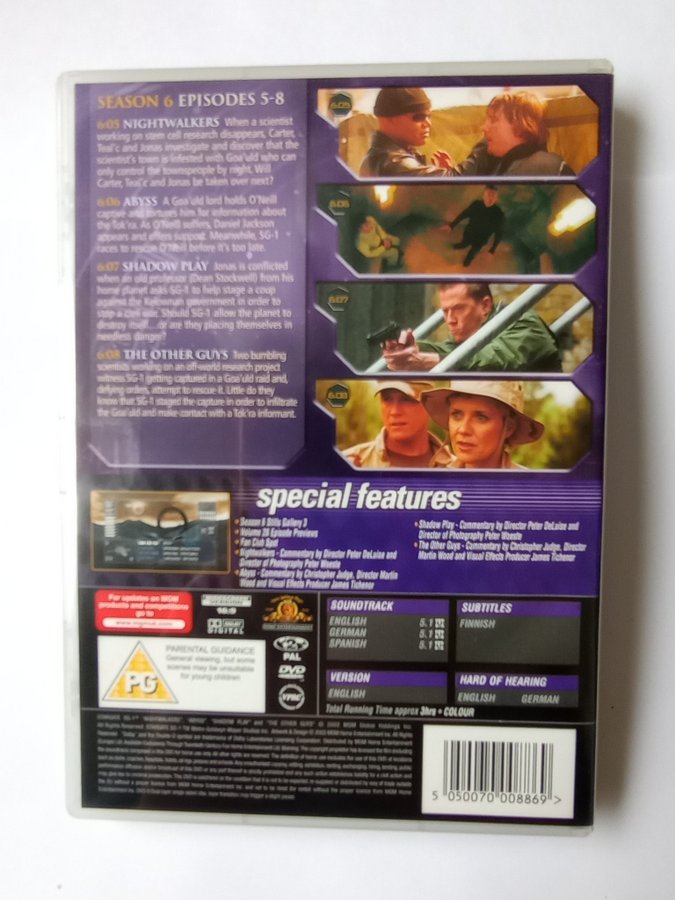 SEASON 6 EPISODES 5-8
6:05 NIGHTWALKERS When a scientist
working on stem cell research disappears, Carter,
Teal'c and Jonas investigate and discover that the
scientist's town is infested with Goa'uld who can
only control the townspeople by night. Will
Carter, Teal'c and Jonas be taken over next?
6:06 ABYSS A Goa'uld lord holds O'Neill
captive and tortures him for information about
the Tok'ra. As O'Neill suffers, Daniel Jackson
appears and offers support. Meanwhile, SG-1
races to rescue O'Neill before it's too late.
6:07 SHADOW PLAY Jonas is conflicted
when an old professor (Dean Stockwell) from his
home planet asks SG-1 to help stage a coup
against the Kelownan government in order to
stop a civil war. Should SG-1 allow the planet to
destroy itself....or are they placing themselves in
needless danger?
6:08 THE OTHER GUYS Two bumbling
scientists working on an off-world research project
witness SG-1 getting captured in a Goa'uld raid and,
defying orders, attempt to rescue it. Little do they
know that SG-1 staged the capture in order to infiltrate
the Goa'uld and make contact with a Tok'ra informant.
6:05
6:06
6:07
6:08
special features
• Season 6 Stills Gallery 3
• Volume 28 Episode Previews
• Fan Club Spot
• Nightwalkers - Commentary by Director Peter DeLuise and
Director of Photography Peter Woeste
• Abyss - Commentary by Christopher Judge, Director Martin
Wood and Visual Effects Producer James Tichenor
• Shadow Play - Commentary by Director Peter DeLuise and
Director of Photography Peter Woeste
• The Other Guys - Commentary by Christopher Judge, Director
Martin Wood and Visual Effects Producer James Tichenor
For updates on MGM
products and competitions
go to
www.mgmuk.com
16:9
DOLBY
DIGITAL
PAL
DVD
PG
PARENTAL GUIDANCE
General viewing, but some
scenes may be unsuitable
for young children
SOUNDTRACK
ENGLISH 5.1
GERMAN 5.1
SPANISH 5.1
SUBTITLES
FINNISH
VERSION
ENGLISH
HARD OF HEARING
ENGLISH GERMAN
Total Running Time approx 3hrs • COLOUR
5 050070 008869 >